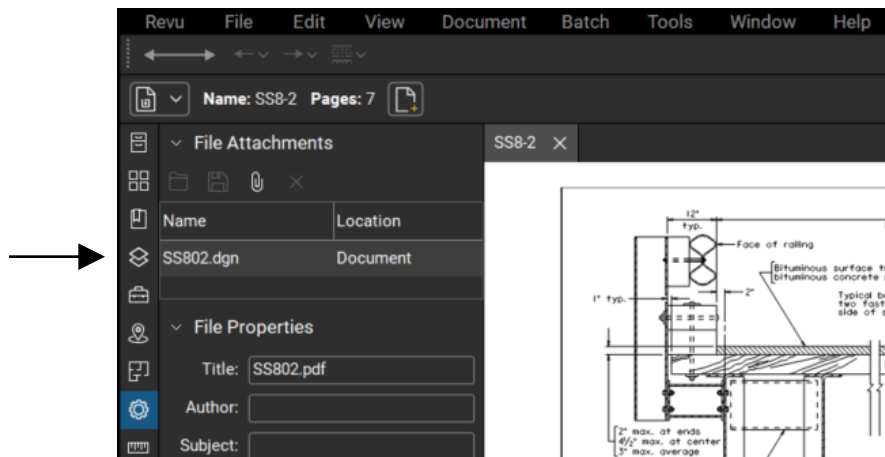 Revu File Edit View Document Batch Tools Window Help
Name: SS8-2 Pages: 7
File Attachments
SS8-2
Name Location
SS802.dgn Document
File Properties
Title: SS802.pdf
Author:
Subject:
12"
typ.
Face of railing
Bituminous surface
bituminous concrete
2"
1" typ.
Typical
two fast
side of
2" max. at ends
4½" max. at center
3" max. average